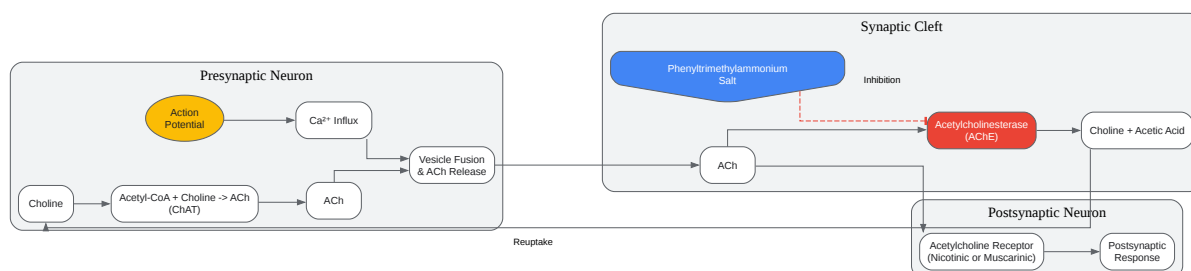 Synaptic Cleft
Phenyltrimethylammonium
Salt
Inhibition
Presynaptic Neuron
Action
Potential
Ca²⁺ Influx
Acetylcholinesterase
(AChE)
Choline + Acetic Acid
Vesicle Fusion
& ACh Release
ACh
Choline
Acetyl-CoA + Choline -> ACh
(ChAT)
ACh
Postsynaptic Neuron
Reuptake
Acetylcholine Receptor
(Nicotinic or Muscarinic)
Postsynaptic
Response